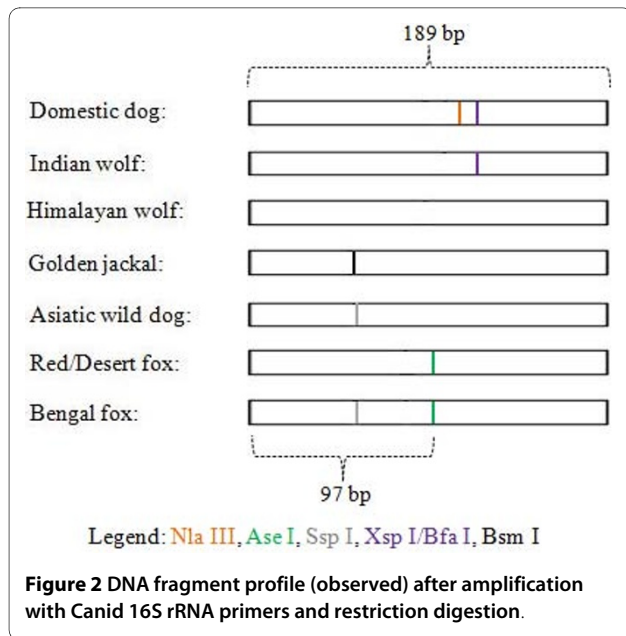 189 bp
Domestic dog:
Indian wolf:
Himalayan wolf:
Golden jackal:
Asiatic wild dog:
Red/Desert fox:
Bengal fox:
97 bp
Legend: Nla III, Ase I, Ssp I, Xsp I/Bfa I, Bsm I
Figure 2 DNA fragment profile (observed) after amplification
with Canid 16S rRNA primers and restriction digestion.